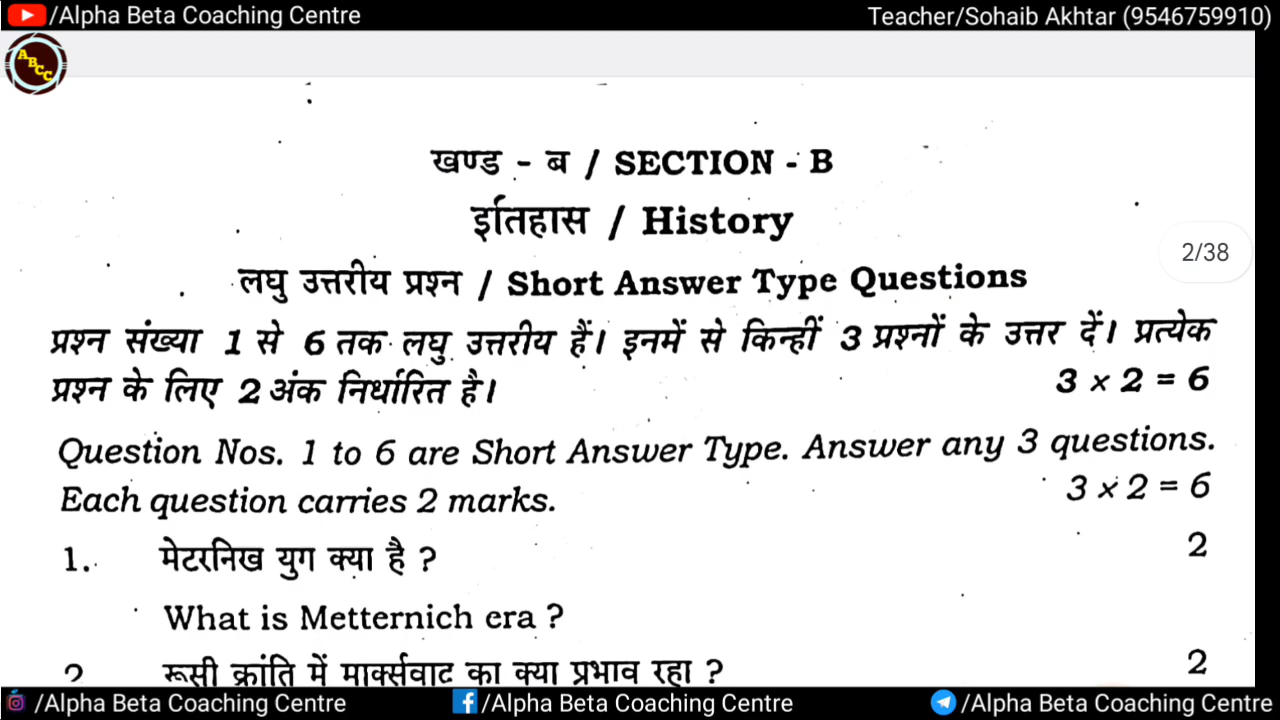 /Alpha Beta Coaching Centre
Teacher/Sohaib Akhtar (9546759910)
ABCC
खण्ड - ब / SECTION - B
इतिहास / History
2/38
लघु उत्तरीय प्रश्न / Short Answer Type Questions
प्रश्न संख्या 1 से 6 तक लघु उत्तरीय हैं। इनमें से किन्हीं 3 प्रश्नों के उत्तर दें। प्रत्येक
प्रश्न के लिए 2 अंक निर्धारित है। 3 × 2 = 6
Question Nos. 1 to 6 are Short Answer Type. Answer any 3 questions.
Each question carries 2 marks. 3 × 2 = 6
1. मेटरनिख युग क्या है ? 2
What is Metternich era ?
2 रूसी क्रांति में मार्क्सवाद का क्या प्रभाव रहा ? 2
/Alpha Beta Coaching Centre
/Alpha Beta Coaching Centre
/Alpha Beta Coaching Centre